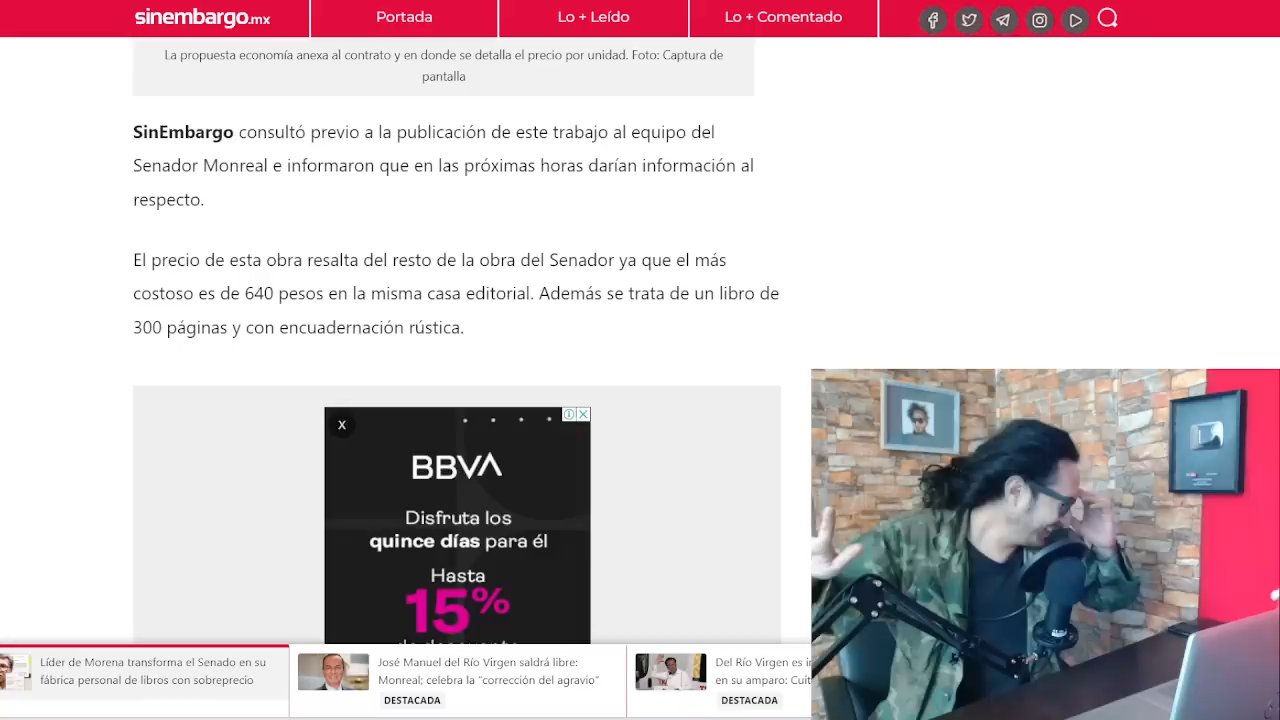 sinembargo.mx
Portada
Lo + Leído
Lo + Comentado
La propuesta economía anexa al contrato y en donde se detalla el precio por unidad. Foto: Captura de
pantalla
SinEmbargo consultó previo a la publicación de este trabajo al equipo del
Senador Monreal e informaron que en las próximas horas darían información al
respecto.
El precio de esta obra resalta del resto de la obra del Senador ya que el más
costoso es de 640 pesos en la misma casa editorial. Además se trata de un libro de
300 páginas y con encuadernación rústica.
X
BBVA
Disfruta los
quince días para él
Hasta
15%
Líder de Morena transforma el Senado en su
fábrica personal de libros con sobreprecio
José Manuel del Río Virgen saldrá libre:
Monreal; celebra la “corrección del agravio”
DESTACADA
Del Río Virgen es
en su amparo:
DESTACADA